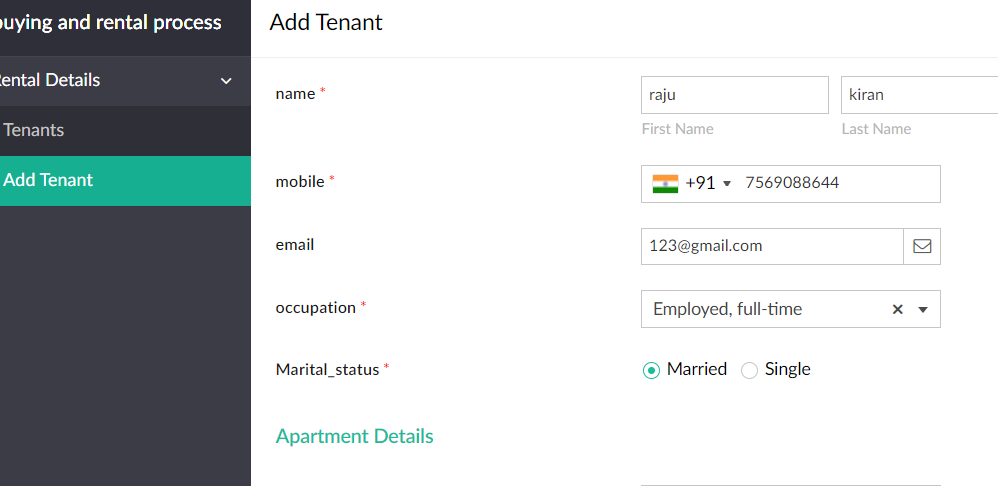 buying and rental process
Rental Details
Tenants
Add Tenant
Add Tenant
name *
raju kiran
First Name Last Name
mobile *
+91 7569088644
email
123@gmail.com
occupation *
Employed, full-time
Marital_status *
Married Single
Apartment Details